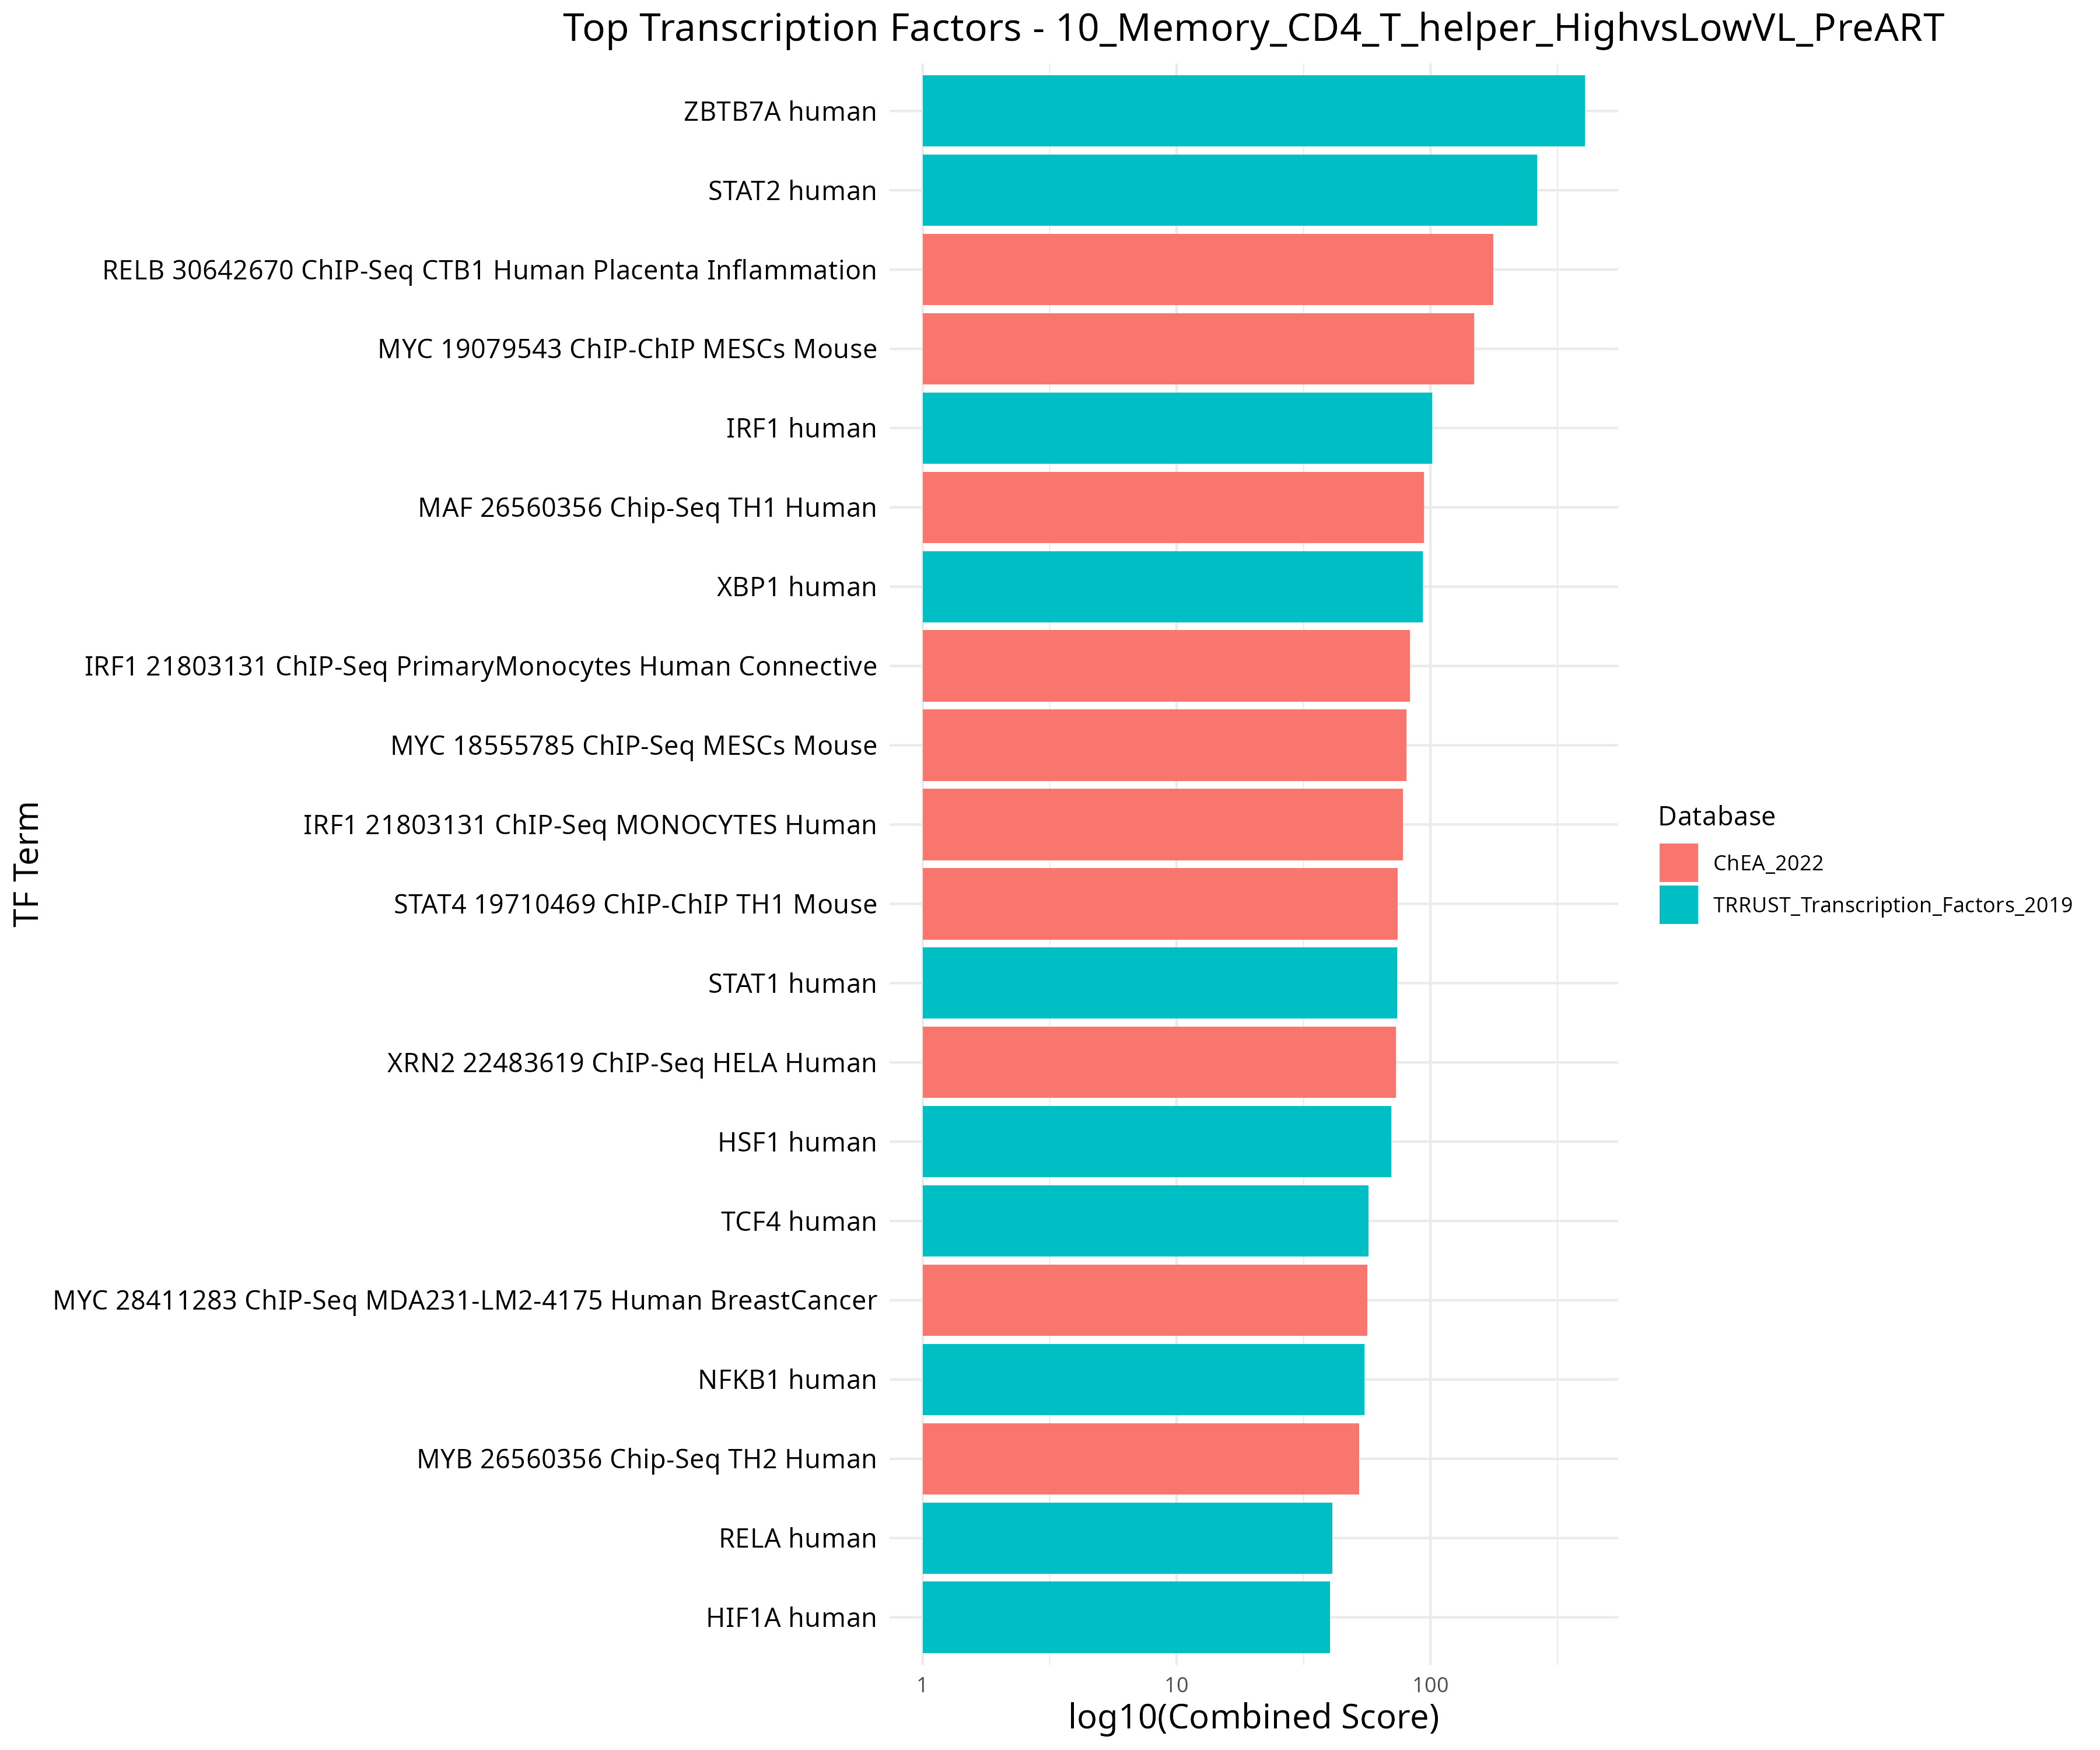 Top Transcription Factors - 10_Memory_CD4_T_helper_HighvsLowVL_PreART
ZBTB7A human
STAT2 human
RELB 30642670 ChIP-Seq CTB1 Human Placenta Inflammation
MYC 19079543 ChIP-ChIP MESCs Mouse
IRF1 human
MAF 26560356 Chip-Seq TH1 Human
XBP1 human
IRF1 21803131 ChIP-Seq PrimaryMonocytes Human Connective
MYC 18555785 ChIP-Seq MESCs Mouse
IRF1 21803131 ChIP-Seq MONOCYTES Human
STAT4 19710469 ChIP-ChIP TH1 Mouse
STAT1 human
XRN2 22483619 ChIP-Seq HELA Human
HSF1 human
TCF4 human
MYC 28411283 ChIP-Seq MDA231-LM2-4175 Human BreastCancer
NFKB1 human
MYB 26560356 Chip-Seq TH2 Human
RELA human
HIF1A human
TF Term
1 10 100
log10(Combined Score)
Database
ChEA_2022
TRRUST_Transcription_Factors_2019